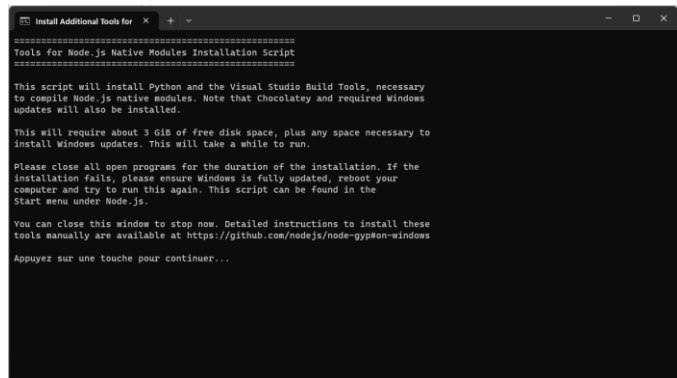 Install Additional Tools for
====================================================
Tools for Node.js Native Modules Installation Script
====================================================
This script will install Python and the Visual Studio Build Tools, necessary
to compile Node.js native modules. Note that Chocolatey and required Windows
updates will also be installed.
This will require about 3 GiB of free disk space, plus any space necessary to
install Windows updates. This will take a while to run.
Please close all open programs for the duration of the installation. If the
installation fails, please ensure Windows is fully updated, reboot your
computer and try to run this again. This script can be found in the
Start menu under Node.js.
You can close this window to stop now. Detailed instructions to install these
tools manually are available at https://github.com/nodejs/node-gyp#on-windows
Appuyez sur une touche pour continuer...